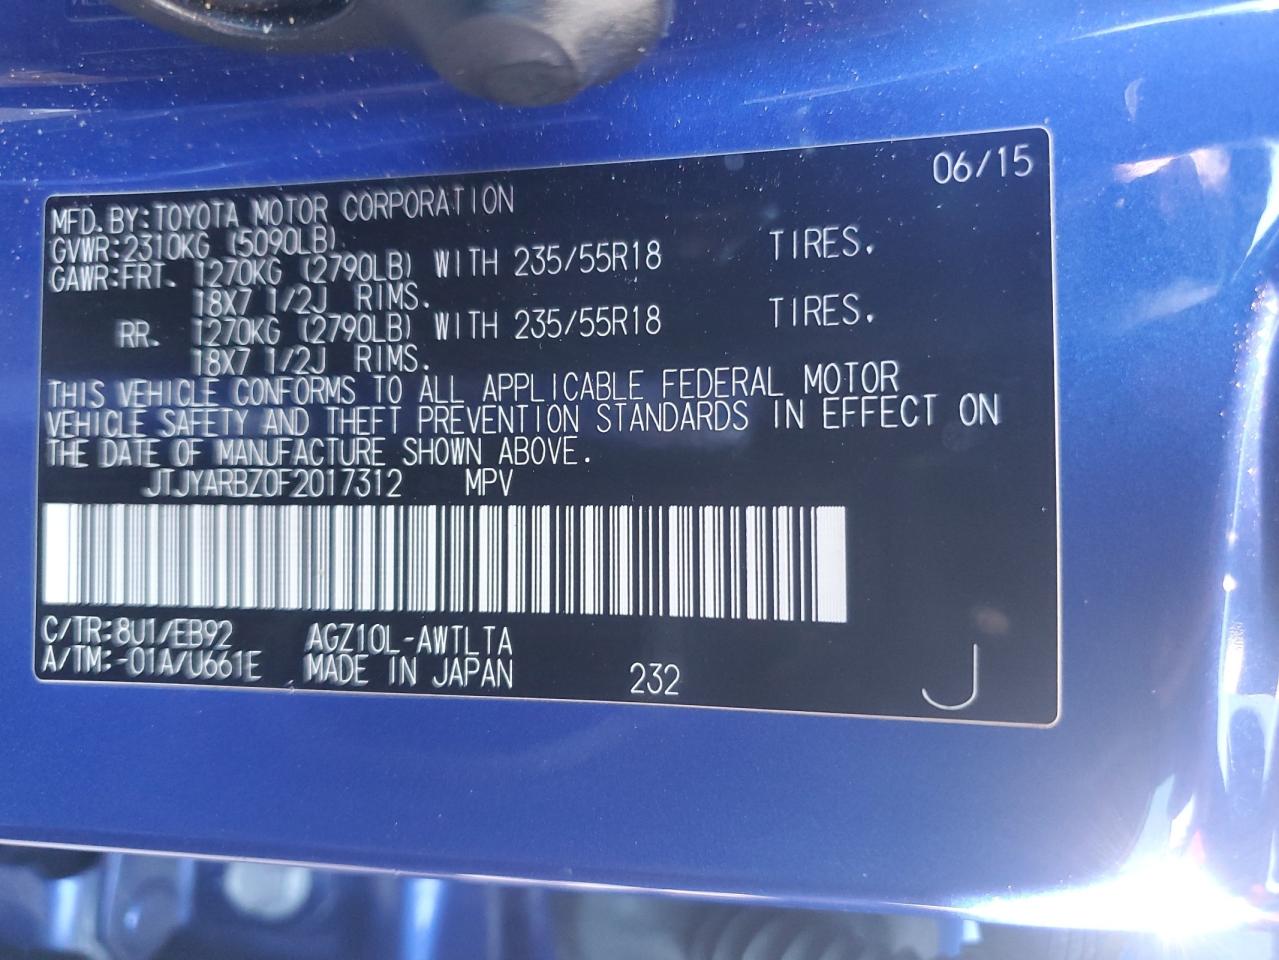 06/15
MFD.BY:TOYOTA MOTOR CORPORATION
GVWR:2310KG (5090LB)
GAWR:FRT. 1270KG (2790LB) WITH 235/55R18 TIRES.
18X7 1/2J RIMS.
RR. 1270KG (2790LB) WITH 235/55R18 TIRES.
18X7 1/2J RIMS.
THIS VEHICLE CONFORMS TO ALL APPLICABLE FEDERAL MOTOR
VEHICLE SAFETY AND THEFT PREVENTION STANDARDS IN EFFECT ON
THE DATE OF MANUFACTURE SHOWN ABOVE.
JTJYARBZ0F2017312 MPV
C/TR:8U1/EB92 AGZ10L-AWTLTA
A/TM:-01A/U661E MADE IN JAPAN 232
J